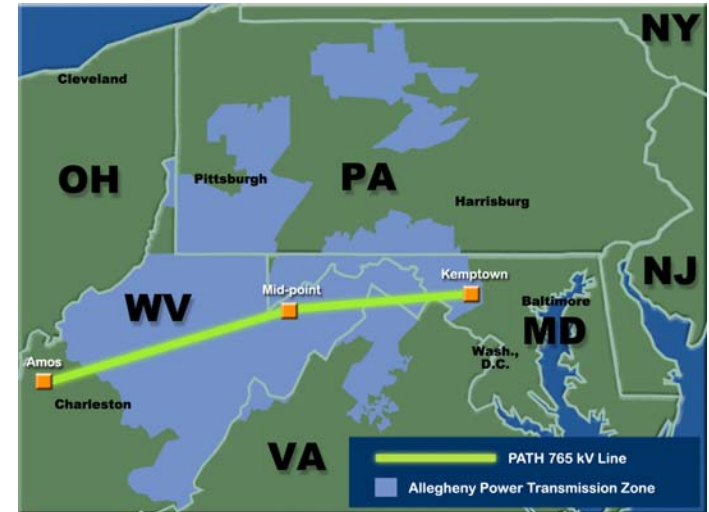 NY
Cleveland
OH
Pittsburgh
PA
Harrisburg
NJ
Kemptown
Mid-point
WV
Baltimore
MD
Wash.,
D.C.
Amos
Charleston
VA
PATH 765 kV Line
Allegheny Power Transmission Zone